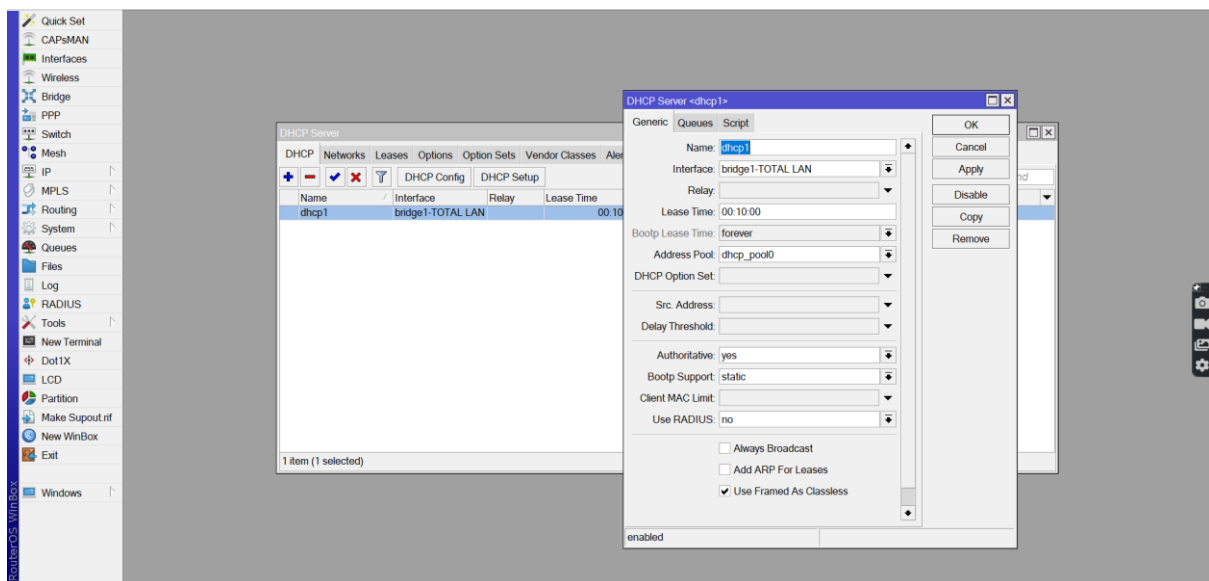 Quick Set
CAPsMAN
Interfaces
Wireless
Bridge
PPP
Switch
Mesh
IP
MPLS
Routing
System
Queues
Files
Log
RADIUS
Tools
New Terminal
Dot1X
LCD
Partition
Make Supout.rif
New WinBox
Exit
Windows
RouterOS WinBox
DHCP Server
DHCP Networks Leases Options Option Sets Vendor Classes
DHCP Config DHCP Setup
Name Interface Relay Lease Time
dhcp1 bridge1-TOTAL LAN 00:10
1 item (1 selected)
DHCP Server <dhcp1>
Generic Queues Script
Name: dhcp1
Interface: bridge1-TOTAL LAN
Relay:
Lease Time: 00:10:00
Bootp Lease Time: forever
Address Pool: dhcp_pool0
DHCP Option Set:
Src. Address:
Delay Threshold:
Authoritative: yes
Bootp Support: static
Client MAC Limit:
Use RADIUS: no
Always Broadcast
Add ARP For Leases
Use Framed As Classless
enabled
OK
Cancel
Apply
Disable
Copy
Remove